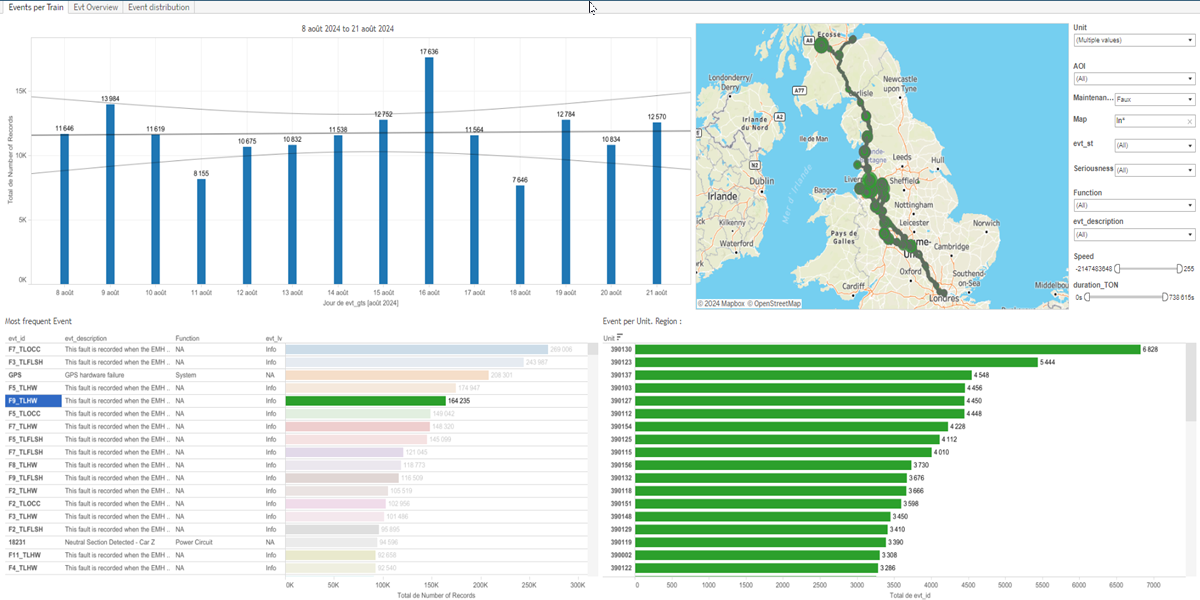 Events per Train Evt Overview Event distribution
8 août 2024 to 21 août 2024
Total de Number of Records
15K
10K
5K
0K
11 646
13 984
11 619
8 155
10 675
10 832
11 538
12 752
17 636
11 564
7 646
12 784
10 834
12 570
8 août 9 août 10 août 11 août 12 août 13 août 14 août 15 août 16 août 17 août 18 août 19 août 20 août 21 août
Jour de evt_gts [août 2024]
Ecosse
A8
Londonderry/
Derry
A77
Carlisle
Newcastle
upon Tyne
Irlande
du Nord
A2
Ile de Man
N2
Leeds
Hull
Dublin
Mer d'Irlande
Bangor
Sheffield
Irlande
Nottingham
Kilkenny
Leicester
Norwich
Waterford
Pays de
Galles
Cambridge
Oxford
Cardiff
Southend-
on-Sea
Londres
Middelbou
© 2024 Mapbox © OpenStreetMap
Unit
(Multiple values)
AOI
(All)
Maintenan... Faux
Map In*
evt_st (All)
Seriousness (All)
Function
(All)
evt_description
(All)
Speed
-2147483648 255
duration_TON
0s 738 615s
Most frequent Event
evt_id evt_description Function evt_lv
F7_TLOCC This fault is recorded when the EMH .. NA Info 269 006
F3_TLFLSH This fault is recorded when the EMH .. NA Info 243 987
GPS GPS hardware failure System NA 208 301
F5_TLHW This fault is recorded when the EMH .. NA Info 174 947
F9_TLHW This fault is recorded when the EMH .. NA Info 164 235
F5_TLOCC This fault is recorded when the EMH .. NA Info 149 042
F7_TLHW This fault is recorded when the EMH .. NA Info 148 320
F5_TLFLSH This fault is recorded when the EMH .. NA Info 145 099
F7_TLFLSH This fault is recorded when the EMH .. NA Info 121 045
F8_TLHW This fault is recorded when the EMH .. NA Info 118 773
F9_TLFLSH This fault is recorded when the EMH .. NA Info 116 509
F2_TLHW This fault is recorded when the EMH .. NA Info 105 519
F2_TLOCC This fault is recorded when the EMH .. NA Info
F3_TLHW This fault is recorded when the EMH .. NA Info 101 486
F2_TLFLSH This fault is recorded when the EMH .. NA Info
18231 Neutral Section Detected - Car Z Power Circuit NA 94 596
F11_TLHW This fault is recorded when the EMH .. NA Info
F4_TLHW This fault is recorded when the EMH .. NA Info 92 540
0K 50K 100K 150K 200K 250K 300K
Total de Number of Records
Event per Unit. Region :
Unit
390130 6 828
390123 5 444
390137 4 548
390103 4 456
390127 4 450
390112 4 448
390154 4 228
390125 4 112
390115 4 010
390156 3 730
390132 3 676
390118 3 666
390151 3 598
390148 3 450
390129 3 410
390119 3 390
390002 3 308
390122 3 286
0 500 1000 1500 2000 2500 3000 3500 4000 4500 5000 5500 6000 6500 7000
Total de evt_id